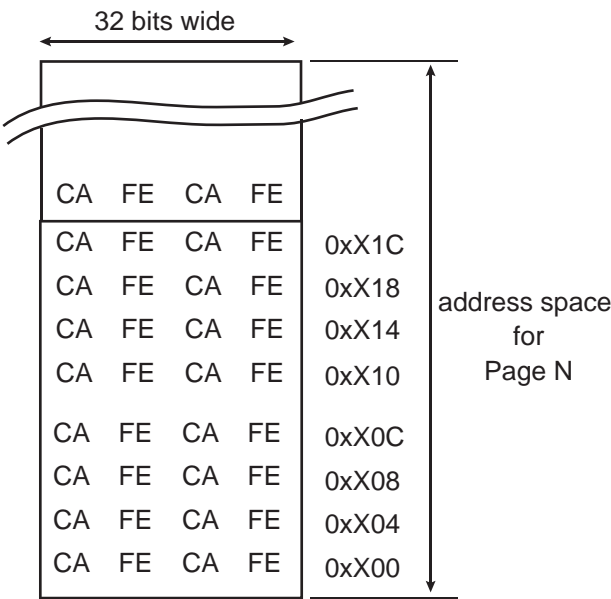 32 bits wide
CA FE CA FE
CA FE CA FE 0xX1C
CA FE CA FE 0xX18
CA FE CA FE 0xX14
CA FE CA FE 0xX10
CA FE CA FE 0xX0C
CA FE CA FE 0xX08
CA FE CA FE 0xX04
CA FE CA FE 0xX00
address space
for
Page N